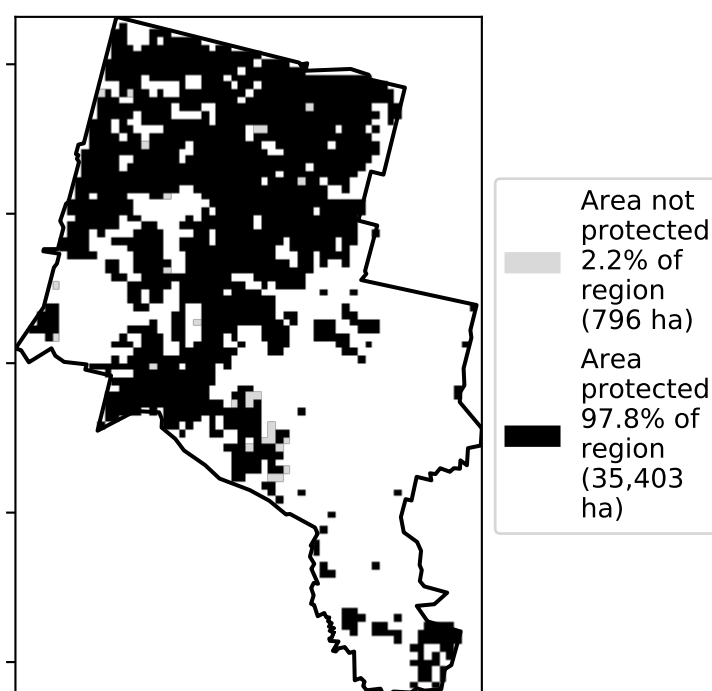 Area not
protected
2.2% of
region
(796 ha)
Area
protected
97.8% of
region
(35,403
ha)